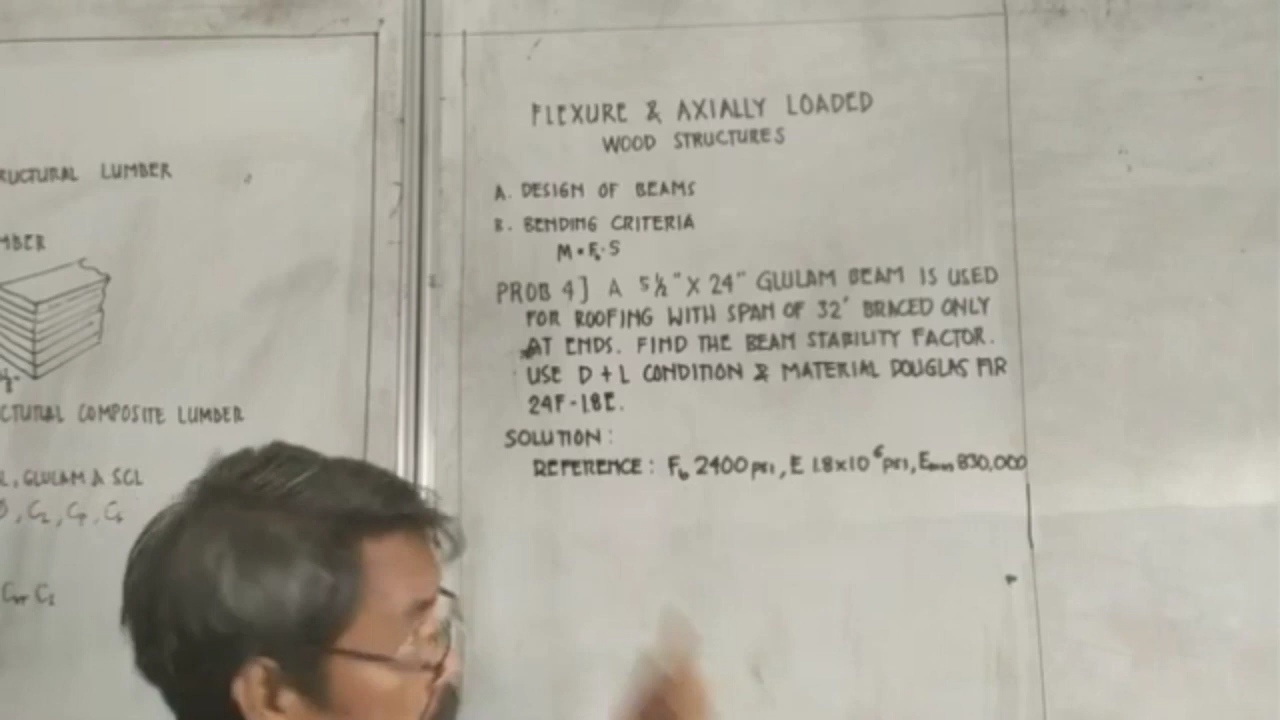 RUCTURAL LUMBER
MBER
CTURAL COMPOSITE LUMBER
L, GLULAM & SCL
FLEXURE & AXIALLY LOADED
WOOD STRUCTURES
A. DESIGN OF BEAMS
B. BENDING CRITERIA
M = Fb · S
PROB 4] A 5½" X 24" GLULAM BEAM IS USED
FOR ROOFING WITH SPAN OF 32' BRACED ONLY
AT ENDS. FIND THE BEAM STABILITY FACTOR.
USE D + L CONDITION & MATERIAL DOUGLAS FIR
24F-1.8E.
SOLUTION:
REFERENCE: Fb 2400 psi, E 1.8x10⁶ psi, Emin 830,000